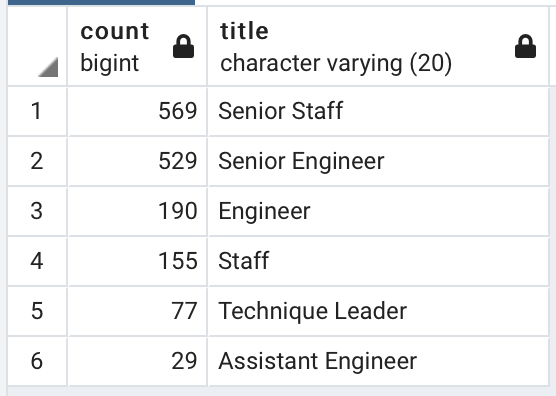 count title
bigint character varying (20)
1 569 Senior Staff
2 529 Senior Engineer
3 190 Engineer
4 155 Staff
5 77 Technique Leader
6 29 Assistant Engineer